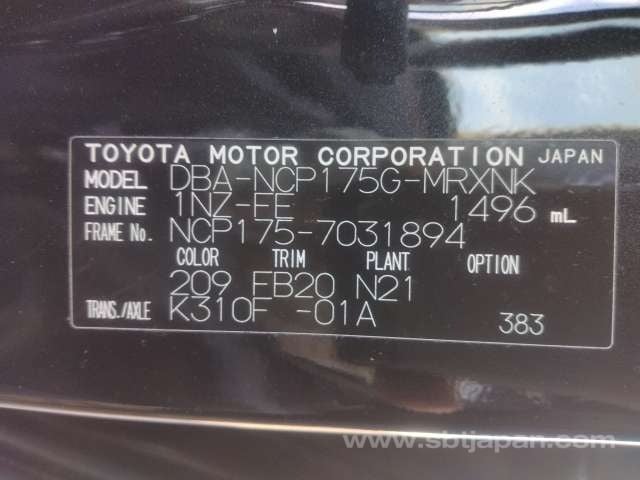 TOYOTA MOTOR CORPORATION JAPAN
MODEL DBA-NCP175G-MRXNK
ENGINE 1NZ-FE 1496 mL
FRAME No. NCP175-7031894
COLOR TRIM PLANT OPTION
209 FB20 N21
TRANS./AXLE K310F -01A
383
www.sbtjapan.com